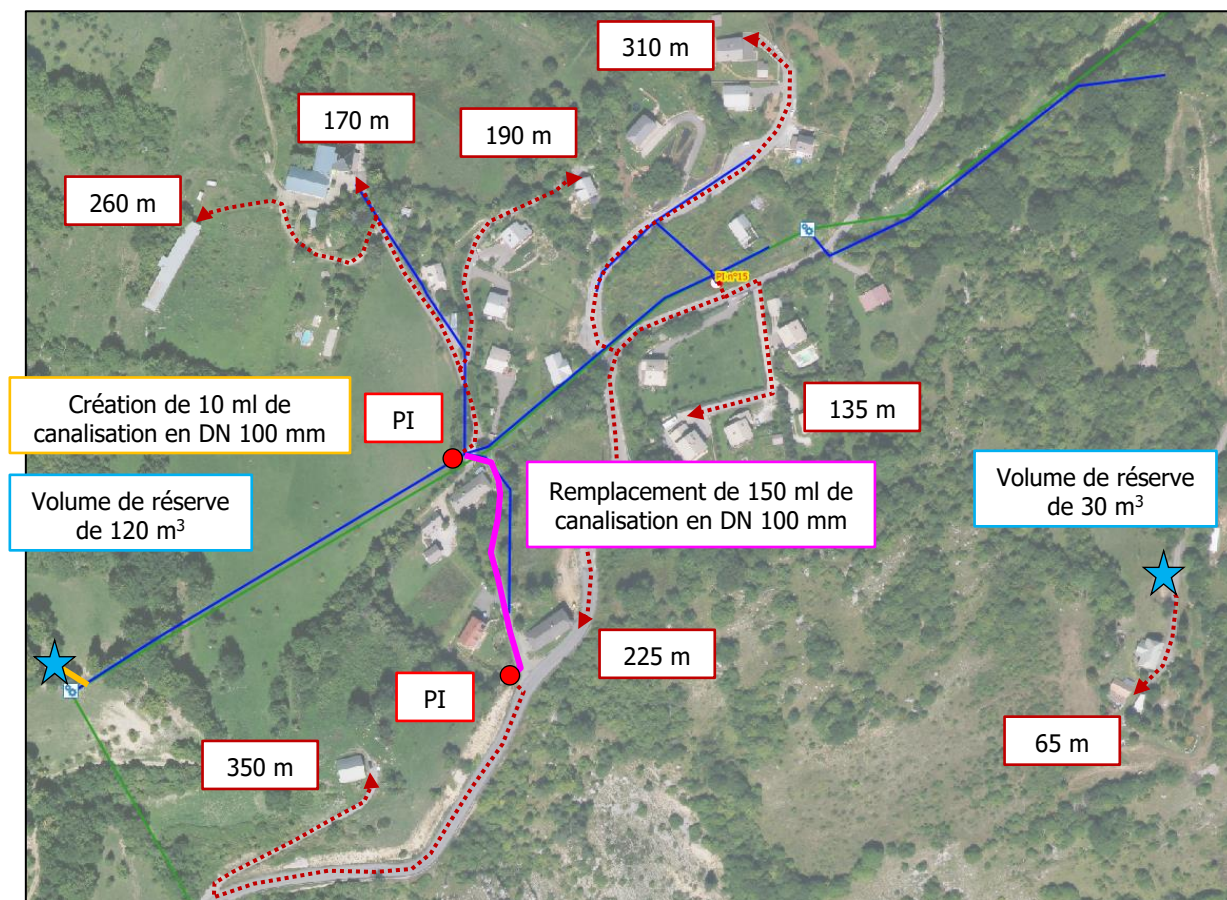 310 m
170 m
190 m
260 m
PI n°15
Création de 10 ml de
canalisation en DN 100 mm
PI
135 m
Volume de réserve
de 120 m³
Remplacement de 150 ml de
canalisation en DN 100 mm
Volume de réserve
de 30 m³
225 m
PI
350 m
65 m